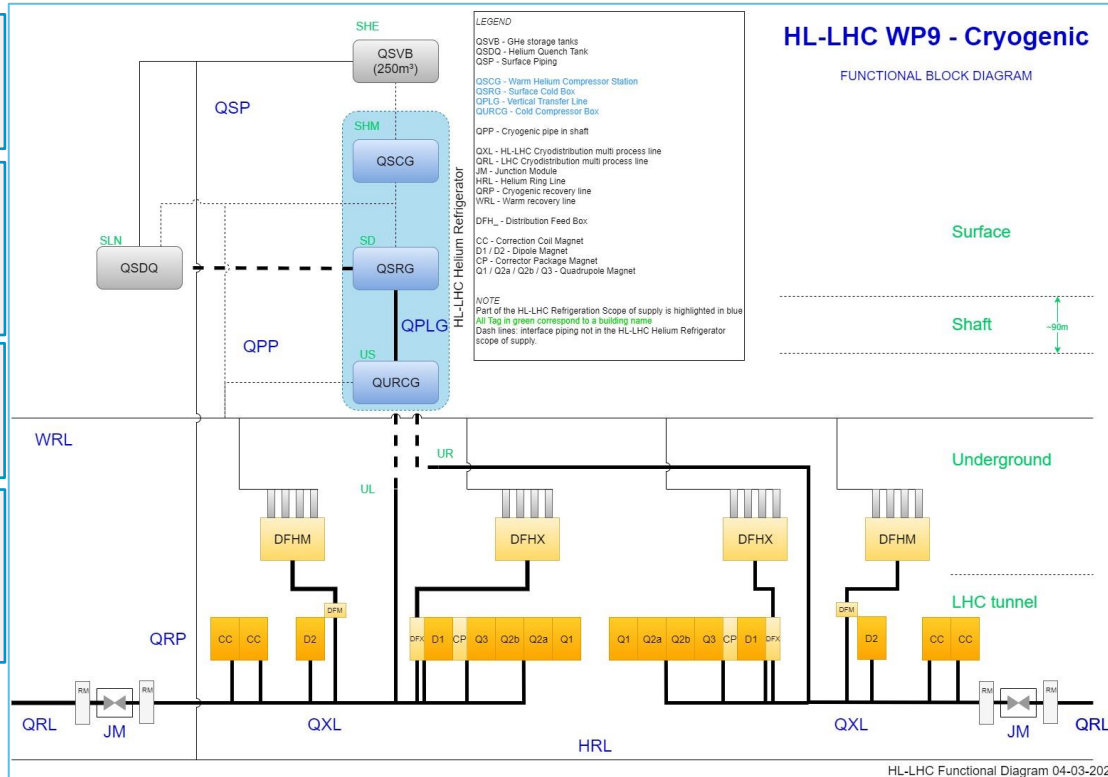 HL-LHC WP9 - Cryogenic
FUNCTIONAL BLOCK DIAGRAM
SHE
QSVB
(250m³)
QSP
SHM
QSCG
SD
QSRG
SLN
QSDQ
QPLG
QPP
US
QURCG
HL-LHC Helium Refrigerator
LEGEND
QSVB - GHe storage tanks
QSDQ - Helium Quench Tank
QSP - Surface Piping
QSCG - Warm Helium Compressor Station
QSRG - Surface Cold Box
QPLG - Vertical Transfer Line
QURCG - Cold Compressor Box
QPP - Cryogenic pipe in shaft
QXL - HL-LHC Cryodistribution multi process line
QRL - LHC Cryodistribution multi process line
JM - Junction Module
HRL - Helium Ring Line
QRP - Cryogenic recovery line
WRL - Warm recovery line
DFH_ - Distribution Feed Box
CC - Correction Coil Magnet
D1 / D2 - Dipole Magnet
CP - Corrector Package Magnet
Q1 / Q2a / Q2b / Q3 - Quadrupole Magnet
NOTE
Part of the HL-LHC Refrigeration Scope of supply is highlighted in blue
All Tag in green correspond to a building name
Dash lines: interface piping not in the HL-LHC Helium Refrigerator
scope of supply.
Surface
Shaft
~90m
WRL
Underground
UR
UL
DFHM
DFHX
DFHX
DFHM
LHC tunnel
QRP
CC CC
D2
DFM
DFX D1 CP Q3 Q2b Q2a Q1
Q1 Q2a Q2b Q3 CP D1 DFX
DFM
D2
CC CC
RM RM
RM RM
QRL
JM
QXL
HRL
QXL
JM
QRL
HL-LHC Functional Diagram 04-03-202